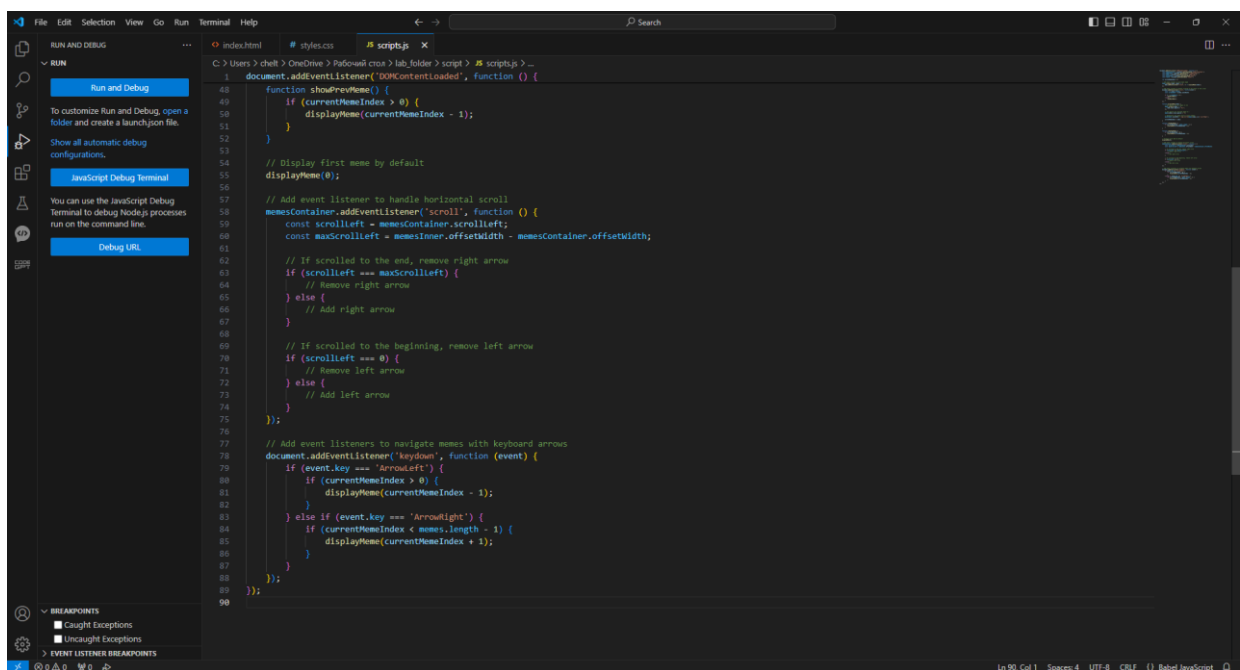 File Edit Selection View Go Run Terminal Help
Search
RUN AND DEBUG
index.html
styles.css
JS scripts.js
RUN
C: > Users > chelt > OneDrive > Рабочий стол > lab_folder > script > JS scripts.js > ...
Run and Debug
To customize Run and Debug, open a
folder and create a launch.json file.
Show all automatic debug
configurations.
JavaScript Debug Terminal
You can use the JavaScript Debug
Terminal to debug Node.js processes
run on the command line.
Debug URL
1 document.addEventListener('DOMContentLoaded', function () {
48 function showPrevMeme() {
49 if (currentMemeIndex > 0) {
50 displayMeme(currentMemeIndex - 1);
51 }
52 }
53
54 // Display first meme by default
55 displayMeme(0);
56
57 // Add event listener to handle horizontal scroll
58 memesContainer.addEventListener('scroll', function () {
59 const scrollLeft = memesContainer.scrollLeft;
60 const maxScrollLeft = memesInner.offsetWidth - memesContainer.offsetWidth;
61
62 // If scrolled to the end, remove right arrow
63 if (scrollLeft === maxScrollLeft) {
64 // Remove right arrow
65 } else {
66 // Add right arrow
67 }
68
69 // If scrolled to the beginning, remove left arrow
70 if (scrollLeft === 0) {
71 // Remove left arrow
72 } else {
73 // Add left arrow
74 }
75 });
76
77 // Add event listeners to navigate memes with keyboard arrows
78 document.addEventListener('keydown', function (event) {
79 if (event.key === 'ArrowLeft') {
80 if (currentMemeIndex > 0) {
81 displayMeme(currentMemeIndex - 1);
82 }
83 } else if (event.key === 'ArrowRight') {
84 if (currentMemeIndex < memes.length - 1) {
85 displayMeme(currentMemeIndex + 1);
86 }
87 }
88 });
89 });
90
BREAKPOINTS
Caught Exceptions
Uncaught Exceptions
EVENT LISTENER BREAKPOINTS
0 0 0
Ln 90, Col 1 Spaces: 4 UTF-8 CRLF {} Babel JavaScript